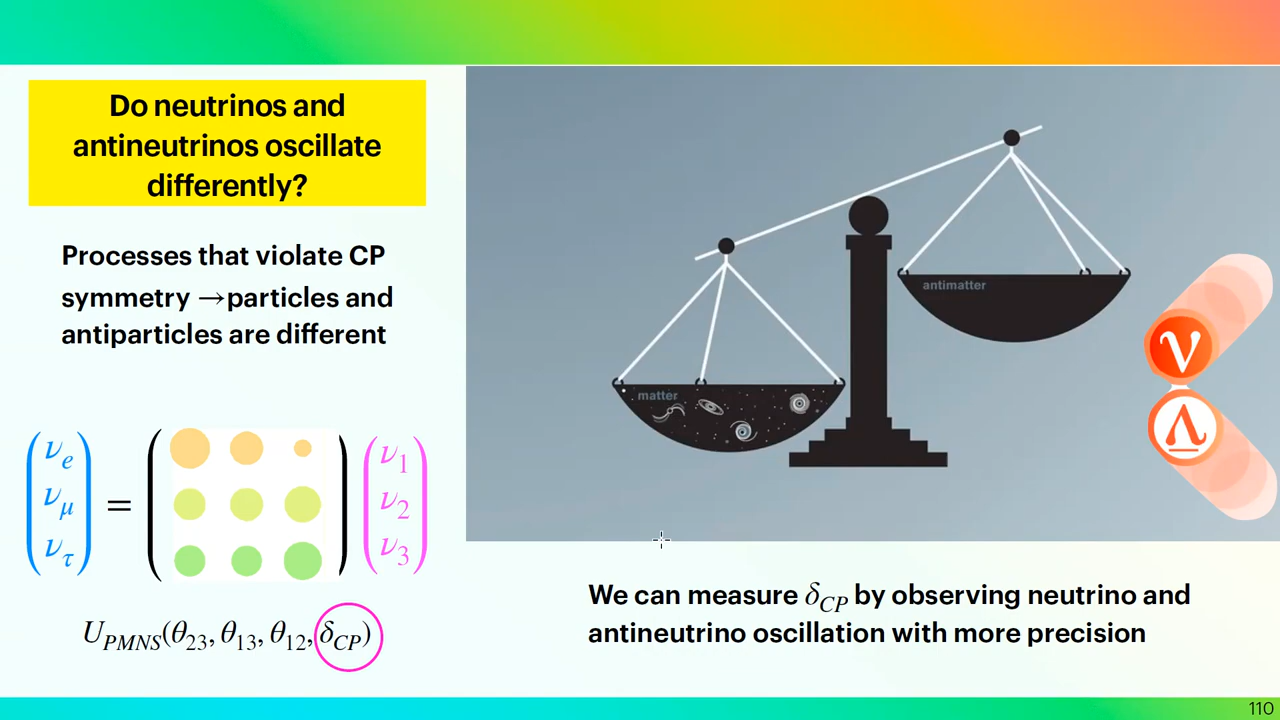 Do neutrinos and
antineutrinos oscillate
differently?
Processes that violate CP
symmetry →particles and
antiparticles are different
(νe νμ ντ) = ( ) (ν1 ν2 ν3)
U_PMNS(θ23, θ13, θ12, δCP)
antimatter
matter
ν
Λ
We can measure δCP by observing neutrino and
antineutrino oscillation with more precision
110